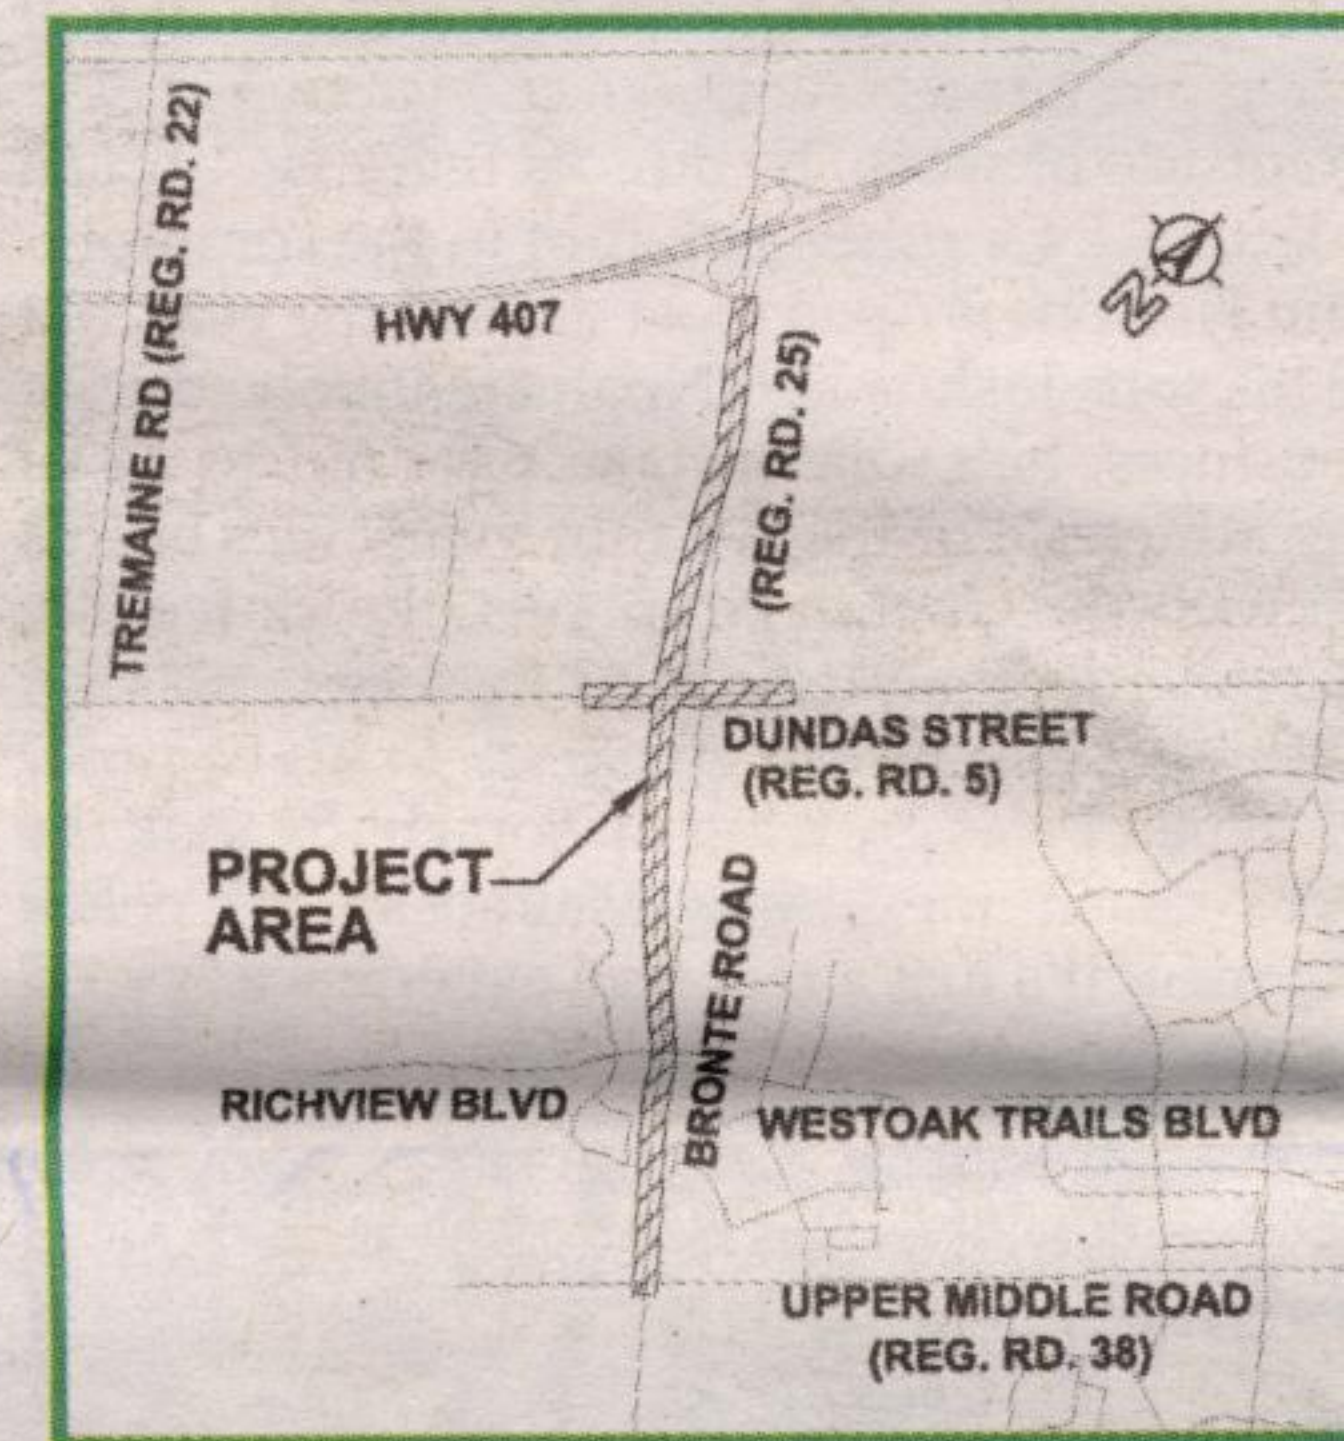 TREMAINE RD (REG. RD. 22)
HWY 407
(REG. RD. 25)
N
DUNDAS STREET
(REG. RD. 5)
PROJECT
AREA
BRONTE ROAD
RICHVIEW BLVD
WESTOAK TRAILS BLVD
UPPER MIDDLE ROAD
(REG. RD. 38)